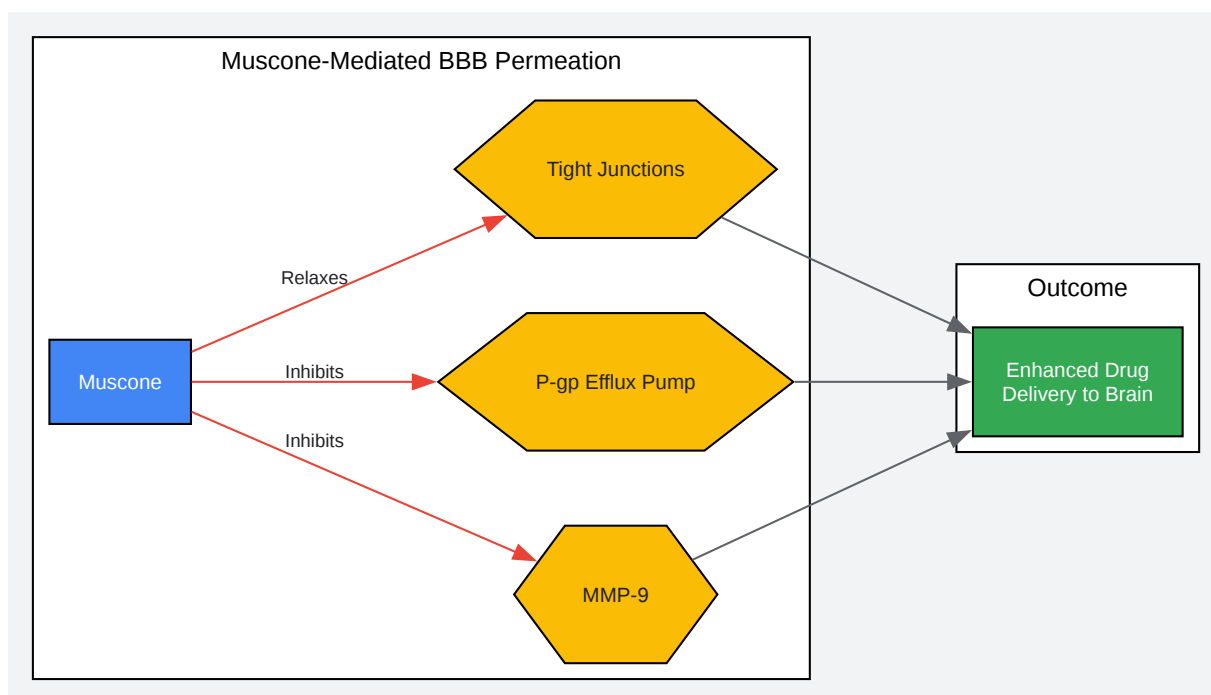 Muscone-Mediated BBB Permeation
Tight Junctions
Relaxes
Outcome
Muscone
Inhibits
P-gp Efflux Pump
Enhanced Drug
Delivery to Brain
Inhibits
MMP-9